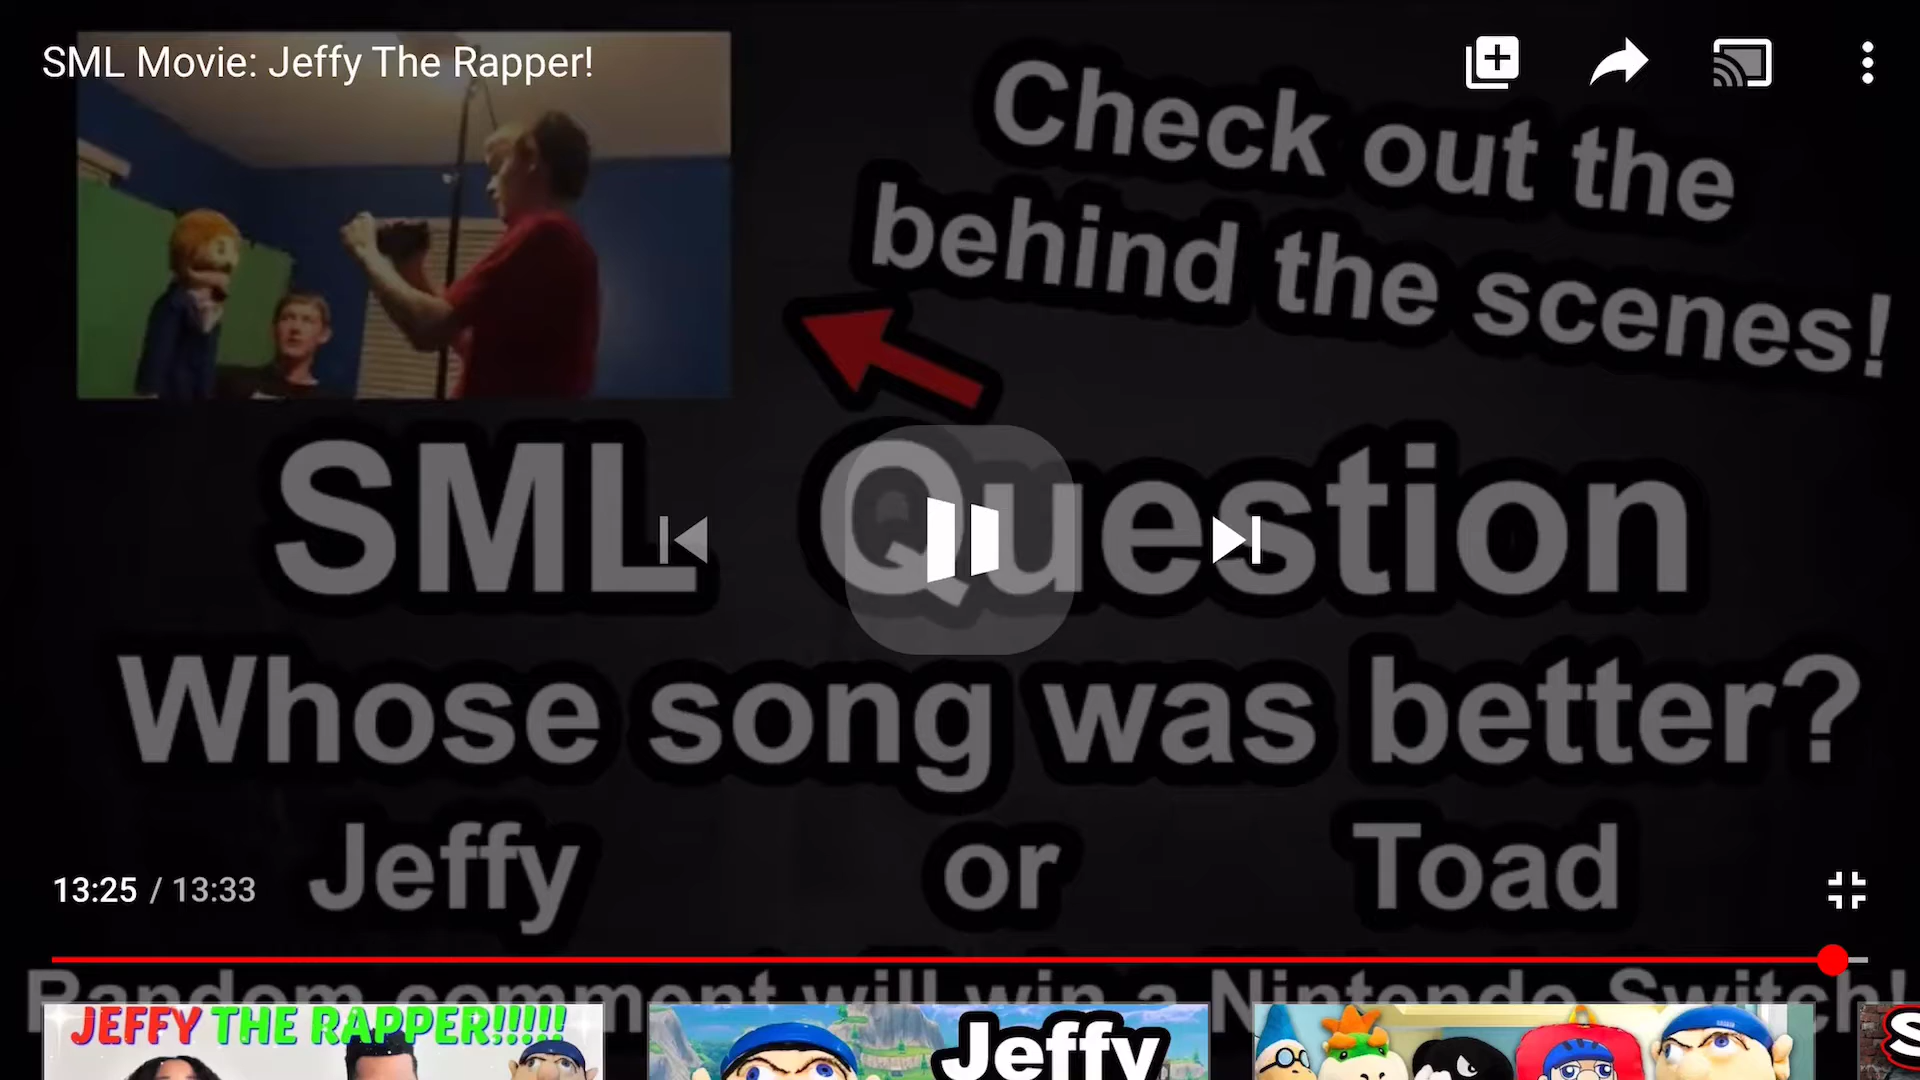 SML Movie: Jeffy The Rapper!
Check out the
behind the scenes!
SML Question
Whose song was better?
Jeffy or Toad
13:25 / 13:33
Random comment will win a Nintendo Switch!
JEFFY THE RAPPER!!!!!
Jeffy